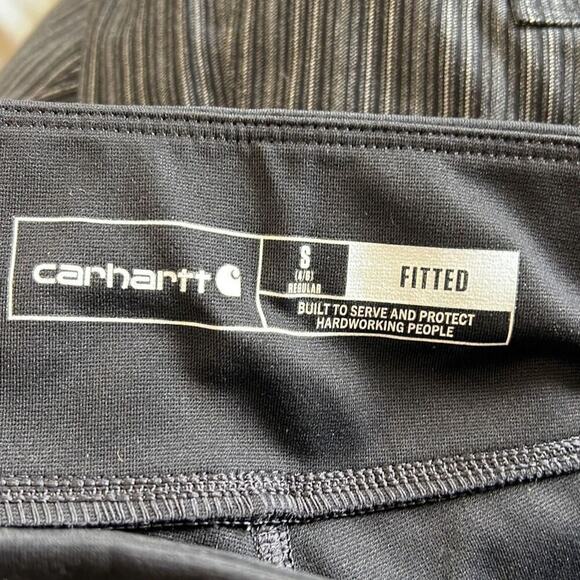 carhartt
S
(4/6)
REGULAR
FITTED
BUILT TO SERVE AND PROTECT
HARDWORKING PEOPLE